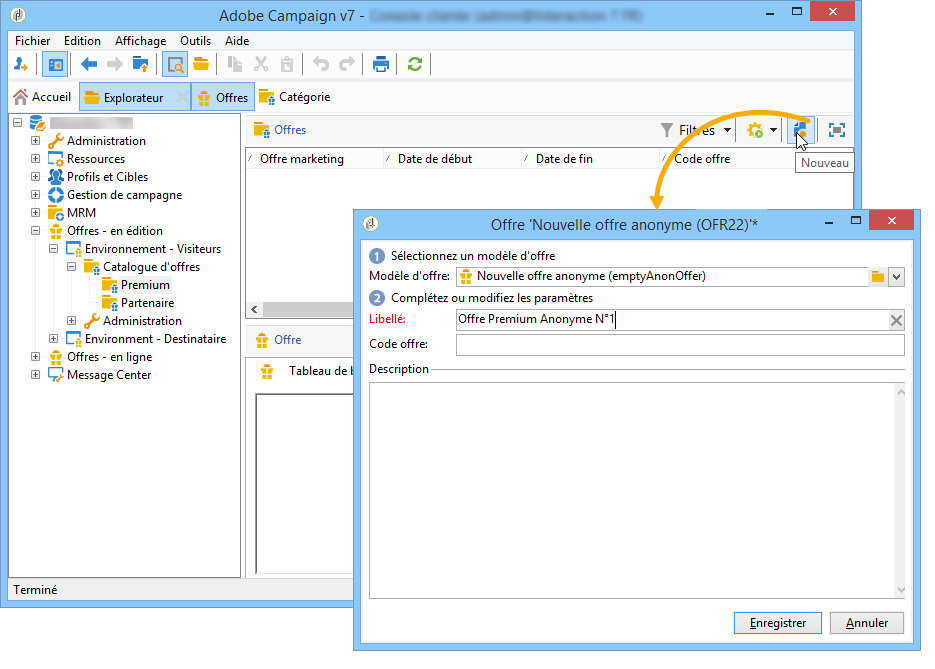 Adobe Campaign v7 -
Fichier Edition Affichage Outils Aide
Accueil Explorateur Offres Catégorie
Administration
Ressources
Profils et Cibles
Gestion de campagne
MRM
Offres - en édition
Environnement - Visiteurs
Catalogue d'offres
Premium
Partenaire
Administration
Environment - Destinataire
Offres - en ligne
Message Center
Offres Filtres
Nouveau
Offre marketing Date de début Date de fin Code offre
Offre
Tableau de b
Terminé
Offre 'Nouvelle offre anonyme (OFR22)'*
1 Sélectionnez un modèle d'offre
Modèle d'offre: Nouvelle offre anonyme (emptyAnonOffer)
2 Complétez ou modifiez les paramètres
Libellé: Offre Premium Anonyme N°1
Code offre:
Description
Enregistrer Annuler